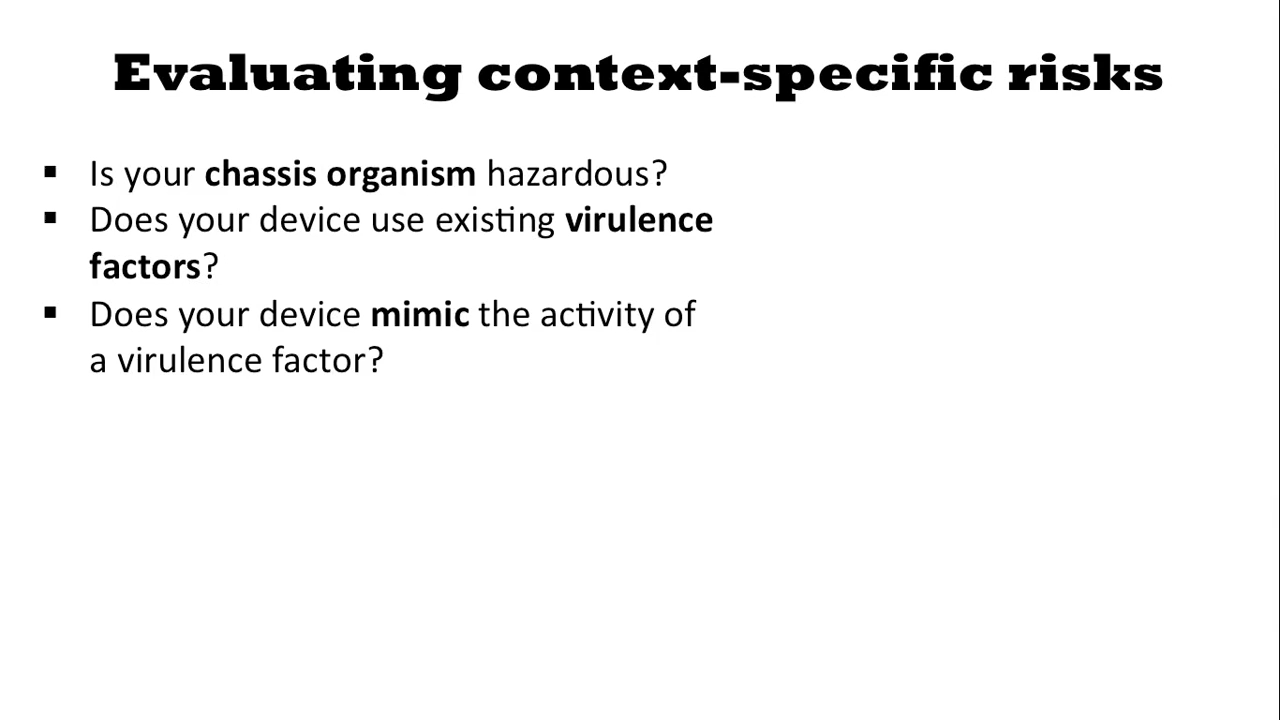 Evaluating context-specific risks
▪ Is your chassis organism hazardous?
▪ Does your device use existing virulence
factors?
▪ Does your device mimic the activity of
a virulence factor?